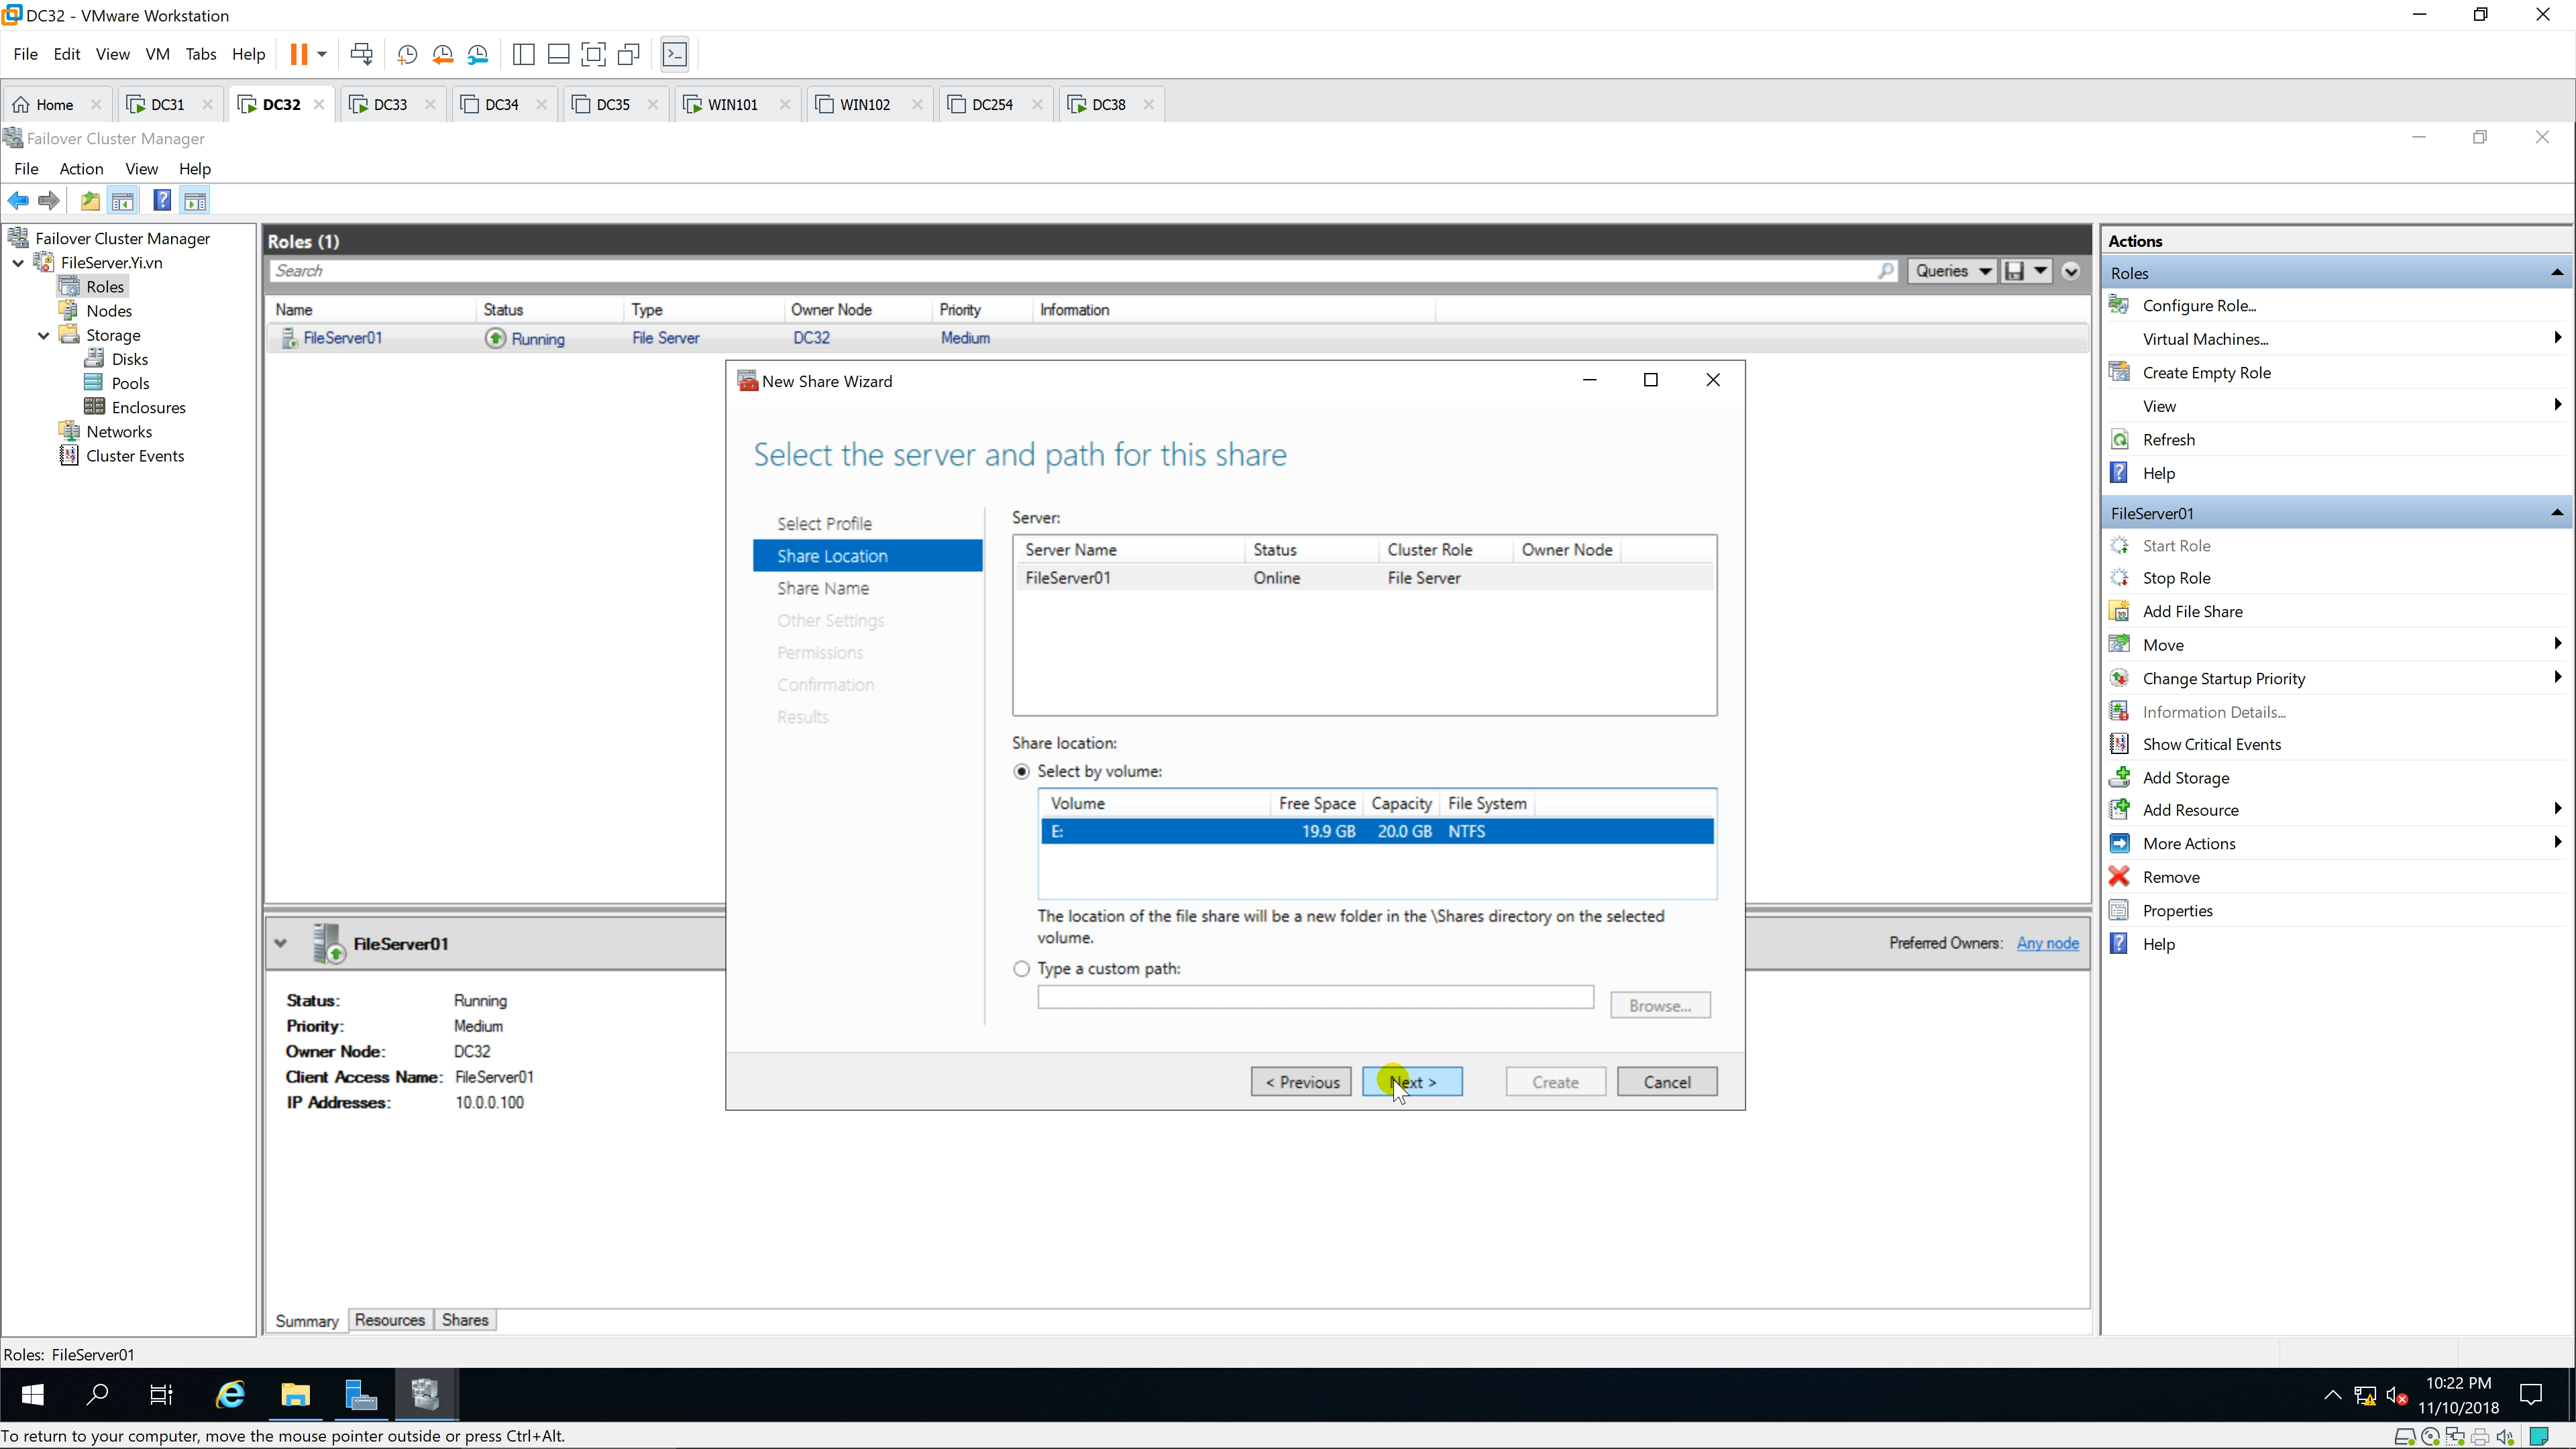 DC32 - VMware Workstation
File Edit View VM Tabs Help
Home DC31 DC32 DC33 DC34 DC35 WIN101 WIN102 DC254 DC38
Failover Cluster Manager
File Action View Help
Failover Cluster Manager
FileServer.Yi.vn
Roles
Nodes
Storage
Disks
Pools
Enclosures
Networks
Cluster Events
Roles (1)
Search
Queries
Name Status Type Owner Node Priority Information
FileServer01 Running File Server DC32 Medium
New Share Wizard
Select the server and path for this share
Select Profile
Share Location
Share Name
Other Settings
Permissions
Confirmation
Results
Server:
Server Name Status Cluster Role Owner Node
FileServer01 Online File Server
Share location:
Select by volume:
Volume Free Space Capacity File System
E: 19.9 GB 20.0 GB NTFS
The location of the file share will be a new folder in the \Shares directory on the selected
volume.
Type a custom path:
Browse...
< Previous Next > Create Cancel
FileServer01
Preferred Owners: Any node
Status: Running
Priority: Medium
Owner Node: DC32
Client Access Name: FileServer01
IP Addresses: 10.0.0.100
Summary Resources Shares
Actions
Roles
Configure Role...
Virtual Machines...
Create Empty Role
View
Refresh
Help
FileServer01
Start Role
Stop Role
Add File Share
Move
Change Startup Priority
Information Details...
Show Critical Events
Add Storage
Add Resource
More Actions
Remove
Properties
Help
Roles: FileServer01
10:22 PM
11/10/2018
To return to your computer, move the mouse pointer outside or press Ctrl+Alt.